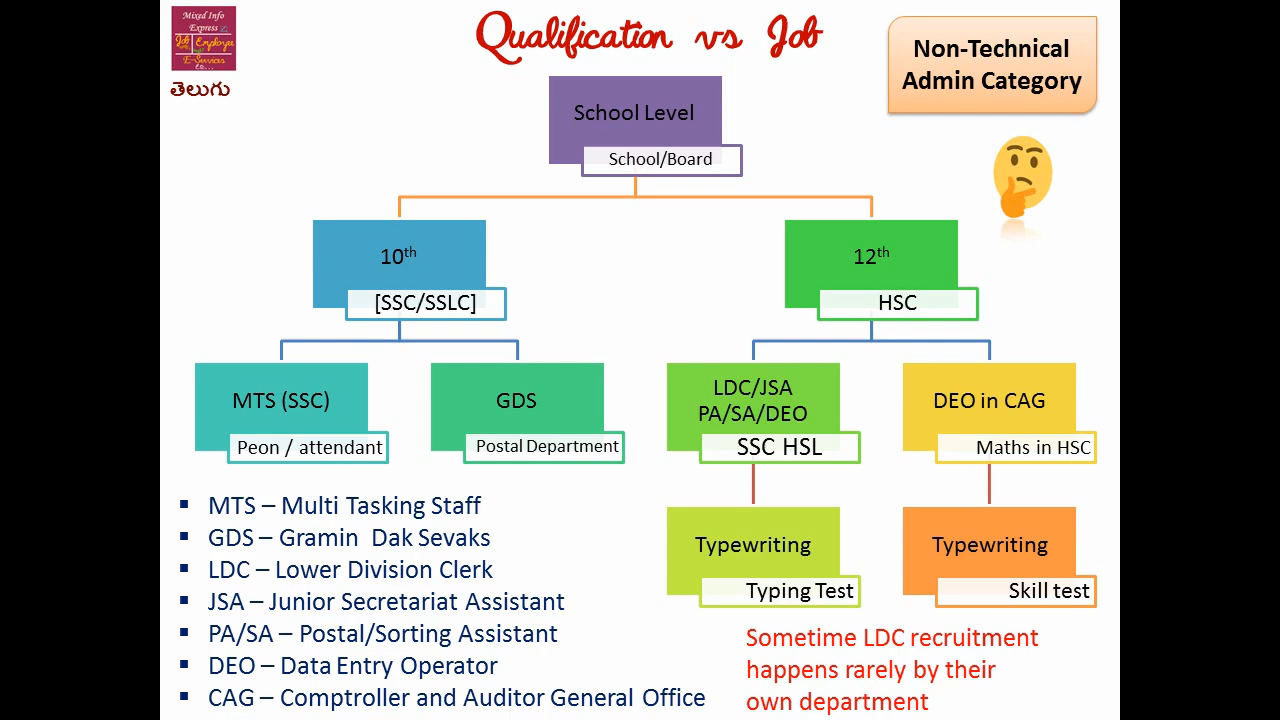 Mixed Info
Express
Job
Employee
E-Services
తెలుగు
Qualification vs Job
Non-Technical
Admin Category
School Level
School/Board
10th
[SSC/SSLC]
12th
HSC
MTS (SSC)
Peon / attendant
GDS
Postal Department
LDC/JSA
PA/SA/DEO
SSC HSL
DEO in CAG
Maths in HSC
Typewriting
Typing Test
Typewriting
Skill test
▪ MTS – Multi Tasking Staff
▪ GDS – Gramin Dak Sevaks
▪ LDC – Lower Division Clerk
▪ JSA – Junior Secretariat Assistant
▪ PA/SA – Postal/Sorting Assistant
▪ DEO – Data Entry Operator
▪ CAG – Comptroller and Auditor General Office
Sometime LDC recruitment
happens rarely by their
own department